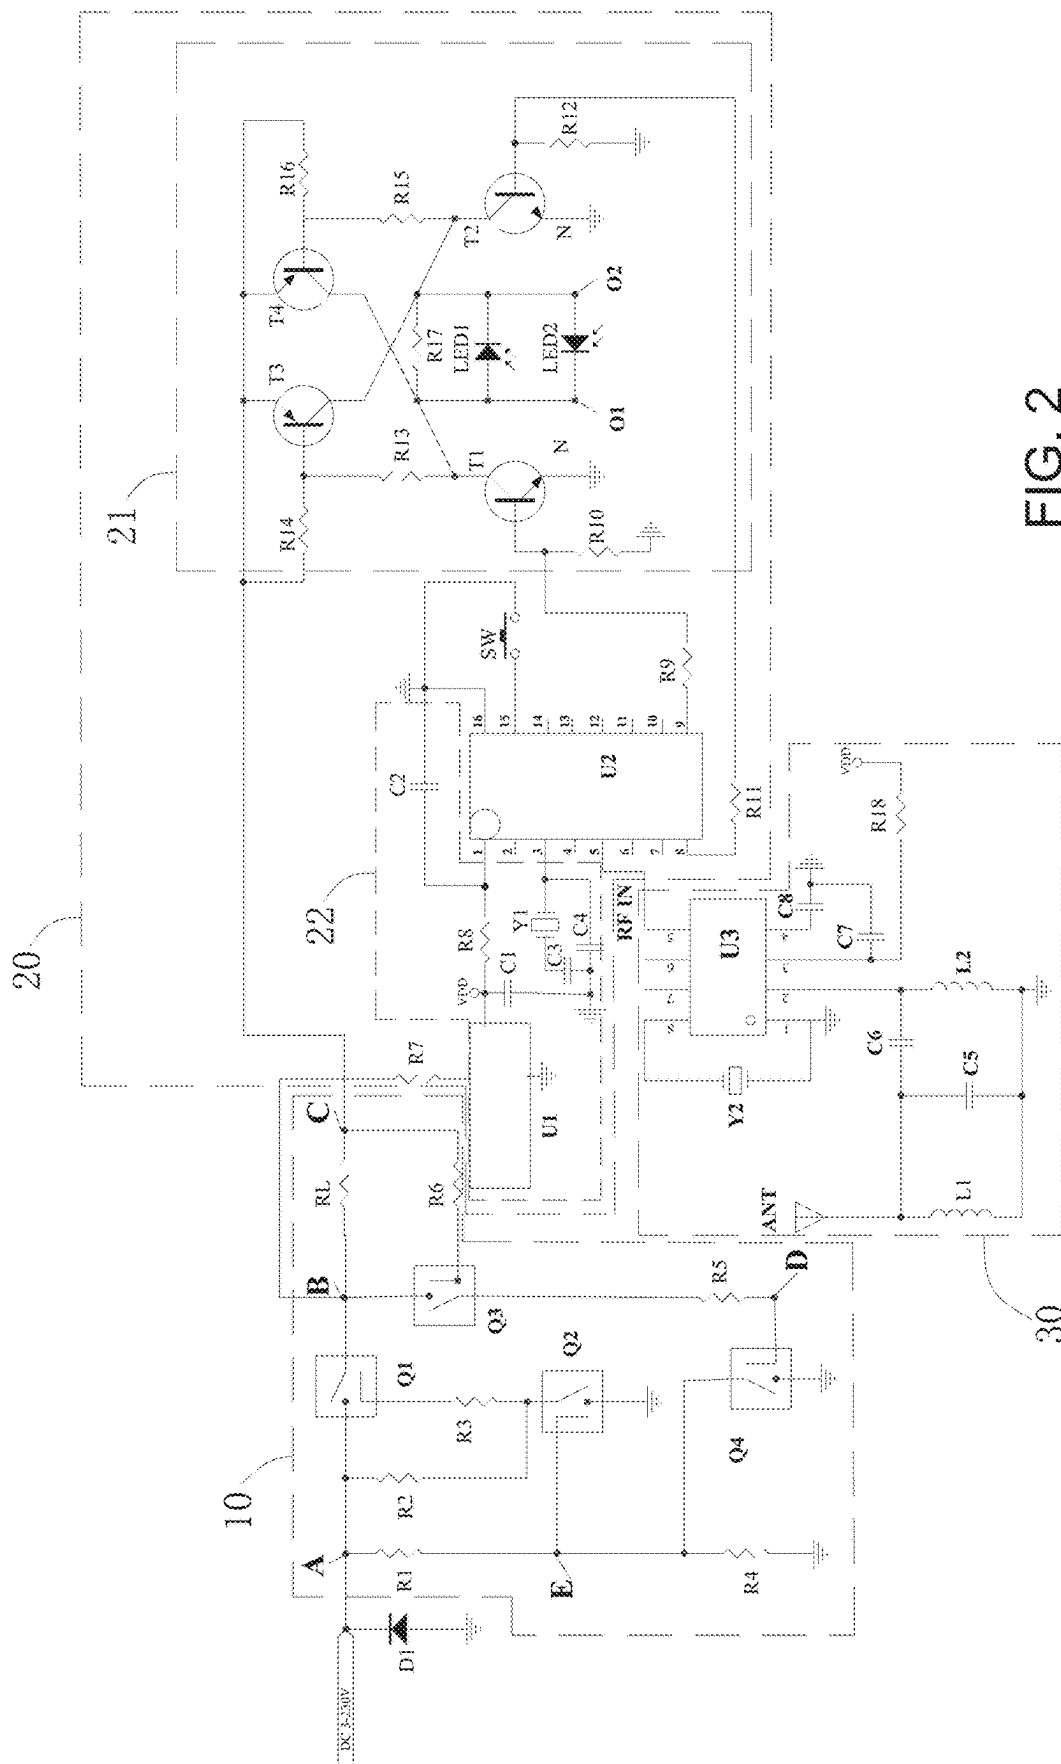 20
21
22
10
30
DC 3-230V
D1
A
R1
R2
R3
Q1
E
Q2
R4
Q4
Q3
B
RL
C
R6
R5
D
R7
U1
VDD
C1
R8
C2
Y1
C3
C4
RF IN
U2
1
2
3
4
5
6
7
8
16
15
14
13
12
11
10
9
SW
R9
R11
R10
R14
R13
T3
T4
R16
R15
T1
N
T2
N
R12
R17
LED1
LED2
O1
O2
ANT
L1
C5
C6
L2
Y2
U3
C7
C8
R18
VDD
FIG. 2